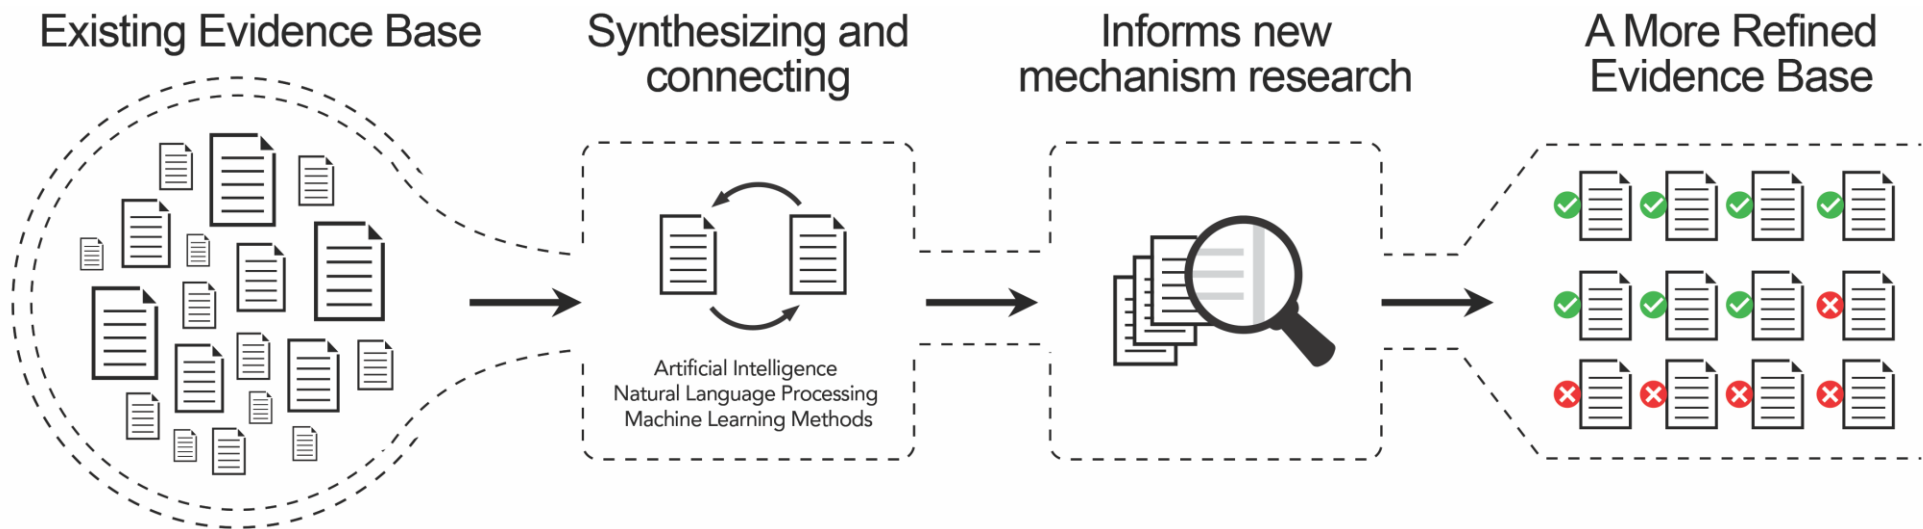 Existing Evidence Base
Synthesizing and
connecting
Artificial Intelligence
Natural Language Processing
Machine Learning Methods
Informs new
mechanism research
A More Refined
Evidence Base